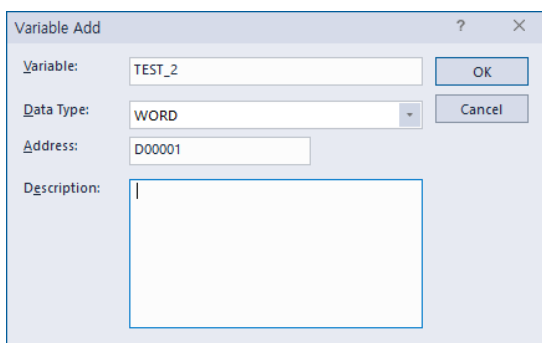 Variable Add ?
Variable: TEST_2 OK
Data Type: WORD Cancel
Address: D00001
Description: